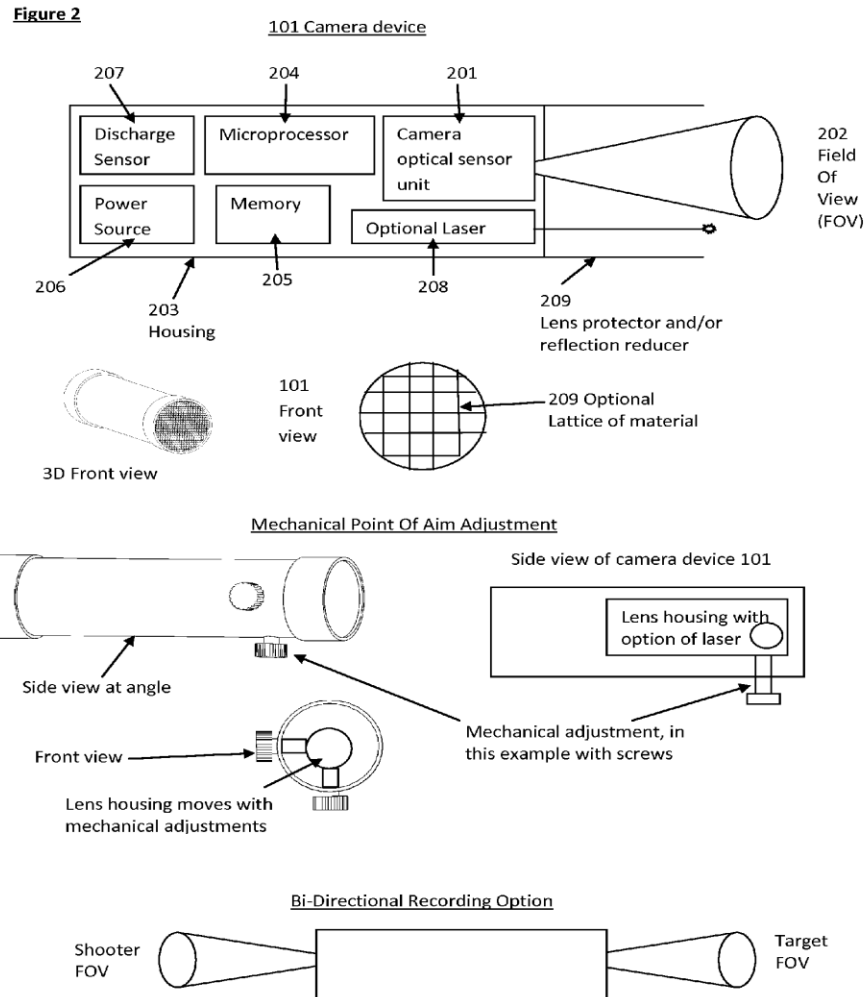 Figure 2
101 Camera device
207
204
201
Discharge
Sensor
Microprocessor
Camera
optical sensor
unit
202
Field
Of
View
(FOV)
Power
Source
Memory
Optional Laser
206
203
Housing
205
208
209
Lens protector and/or
reflection reducer
101
Front
view
209 Optional
Lattice of material
3D Front view
Mechanical Point Of Aim Adjustment
Side view of camera device 101
Lens housing with
option of laser
Side view at angle
Mechanical adjustment, in
this example with screws
Front view
Lens housing moves with
mechanical adjustments
Bi-Directional Recording Option
Shooter
FOV
Target
FOV